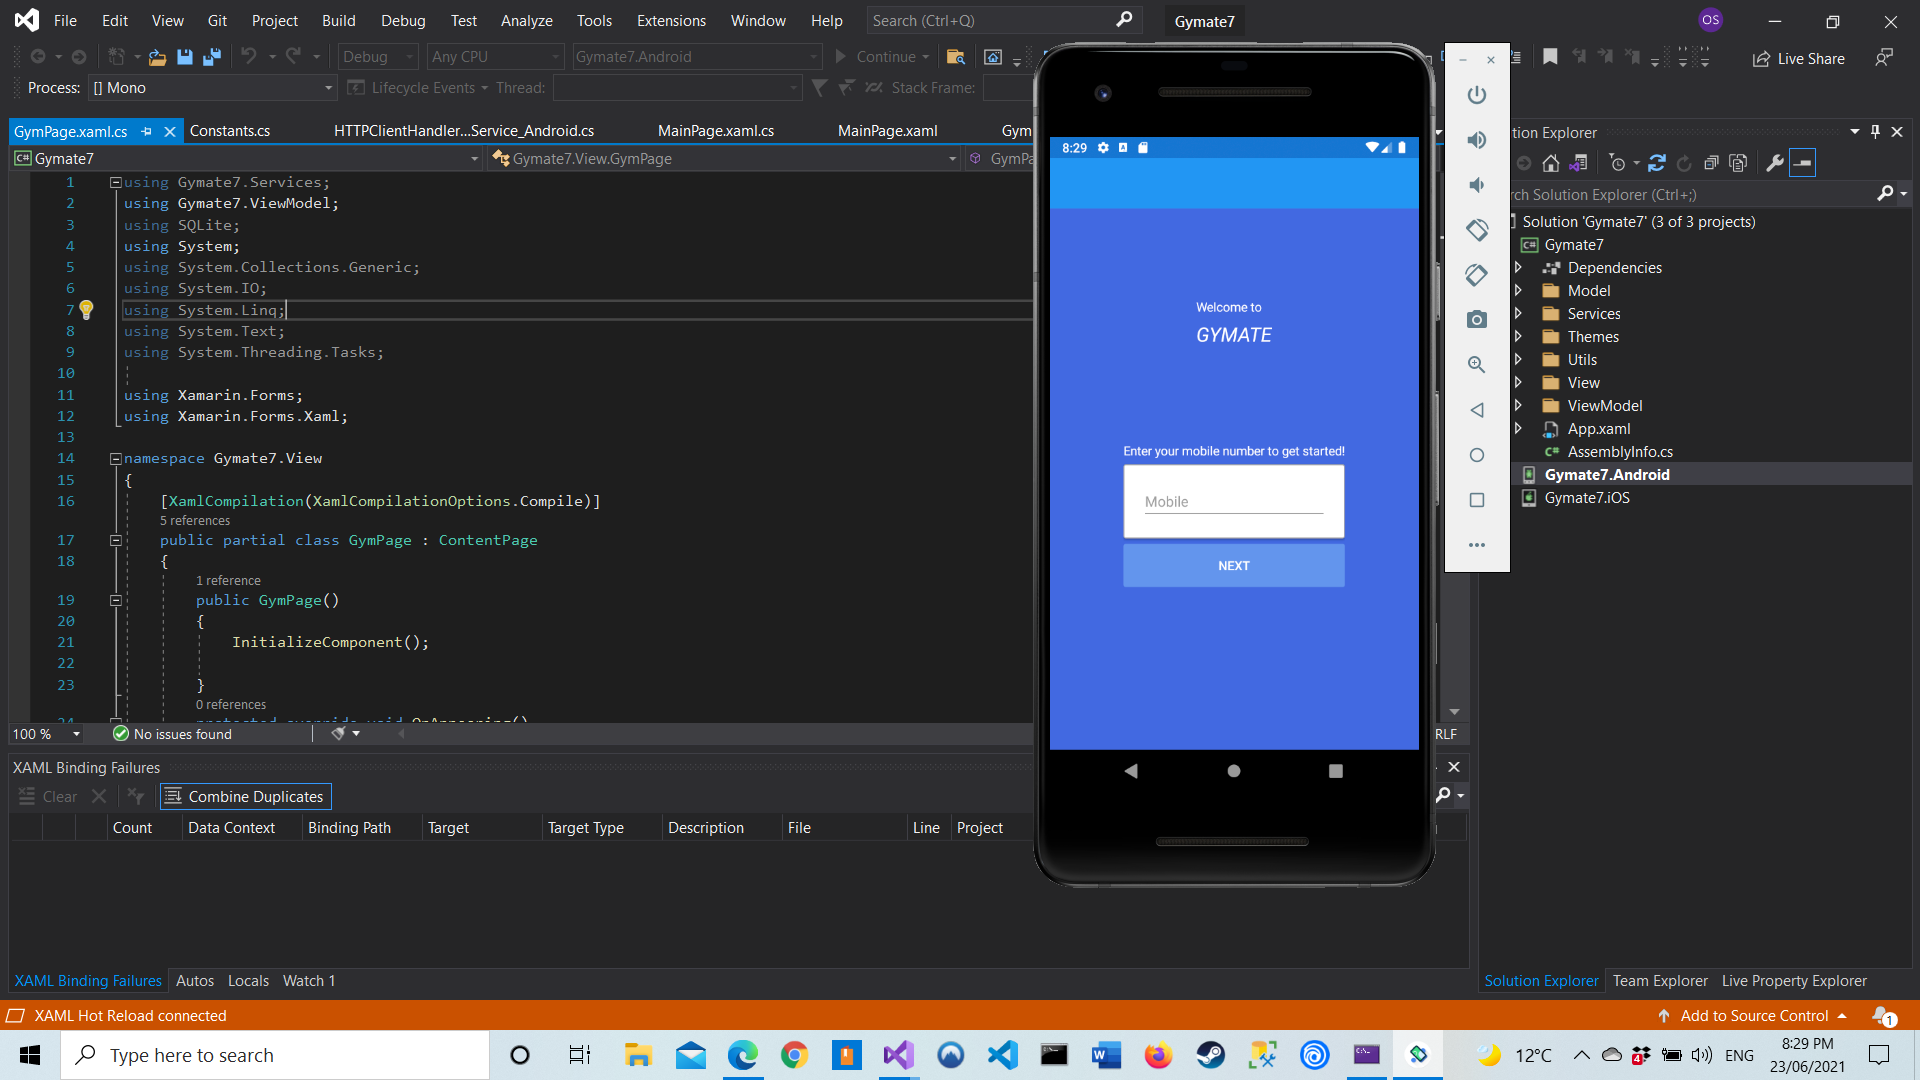 File Edit View Git Project Build Debug Test Analyze Tools Extensions Window Help Search (Ctrl+Q) Gymate7 OS
Debug Any CPU Gymate7.Android Continue Live Share
Process: [] Mono Lifecycle Events Thread: Stack Frame:
GymPage.xaml.cs Constants.cs HTTPClientHandler...Service_Android.cs MainPage.xaml.cs MainPage.xaml Gym
Gymate7 Gymate7.View.GymPage GymPa
1 using Gymate7.Services;
2 using Gymate7.ViewModel;
3 using SQLite;
4 using System;
5 using System.Collections.Generic;
6 using System.IO;
7 using System.Linq;
8 using System.Text;
9 using System.Threading.Tasks;
10
11 using Xamarin.Forms;
12 using Xamarin.Forms.Xaml;
13
14 namespace Gymate7.View
15 {
16 [XamlCompilation(XamlCompilationOptions.Compile)]
5 references
17 public partial class GymPage : ContentPage
18 {
1 reference
19 public GymPage()
20 {
21 InitializeComponent();
22
23 }
0 references
24 protected override void OnAppearing()
100 % No issues found RLF
XAML Binding Failures
Clear Combine Duplicates
Count Data Context Binding Path Target Target Type Description File Line Project
XAML Binding Failures Autos Locals Watch 1
8:29
Welcome to
GYMATE
Enter your mobile number to get started!
Mobile
NEXT
tion Explorer
rch Solution Explorer (Ctrl+;)
Solution 'Gymate7' (3 of 3 projects)
Gymate7
Dependencies
Model
Services
Themes
Utils
View
ViewModel
App.xaml
AssemblyInfo.cs
Gymate7.Android
Gymate7.iOS
Solution Explorer Team Explorer Live Property Explorer
XAML Hot Reload connected Add to Source Control 1
Type here to search 4 12°C ENG 8:29 PM
23/06/2021